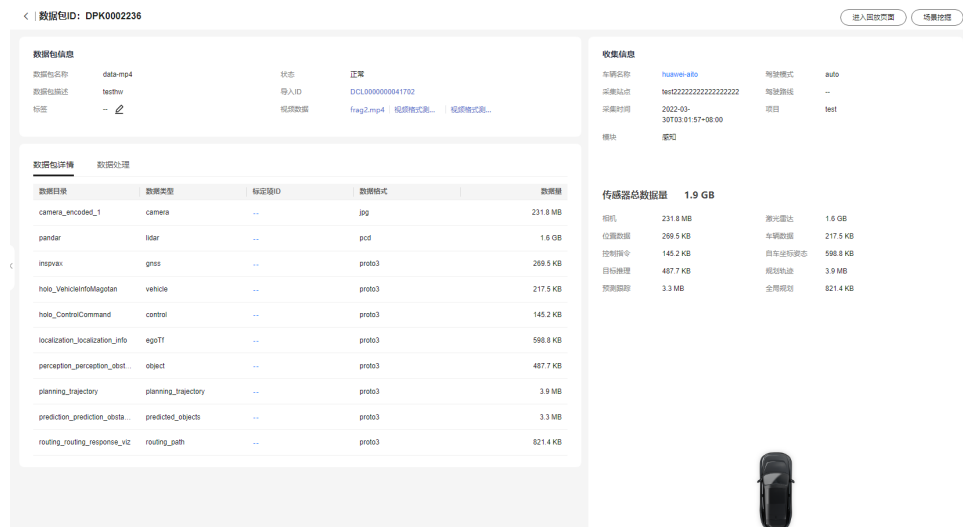 数据包ID: DPK0002236
进入回放页面
场景挖掘
数据包信息
数据包名称 data-mp4 状态 正常
数据包描述 testhw 导入ID DCL0000000041702
标签 -- 视频数据 frag2.mp4 视频格式测... 视频格式测...
数据包详情 数据处理
数据目录 数据类型 标定项ID 数据格式 数据量
camera_encoded_1 camera -- jpg 231.8 MB
pandar lidar -- pcd 1.6 GB
inspvax gnss -- proto3 269.5 KB
holo_VehicleInfoMagotan vehicle -- proto3 217.5 KB
holo_ControlCommand control -- proto3 145.2 KB
localization_localization_info egoTf -- proto3 598.8 KB
perception_perception_obst... object -- proto3 487.7 KB
planning_trajectory planning_trajectory -- proto3 3.9 MB
prediction_prediction_obsta... predicted_objects -- proto3 3.3 MB
routing_routing_response_viz routing_path -- proto3 821.4 KB
收集信息
车辆名称 huawei-aito 驾驶模式 auto
采集站点 test22222222222222222 驾驶路线 --
采集时间 2022-03- 项目 test
30T03:01:57+08:00
模块 感知
传感器总数据量 1.9 GB
相机 231.8 MB 激光雷达 1.6 GB
位置数据 269.5 KB 车辆数据 217.5 KB
控制指令 145.2 KB 自车坐标姿态 598.8 KB
目标推理 487.7 KB 规划轨迹 3.9 MB
预测跟踪 3.3 MB 全局规划 821.4 KB